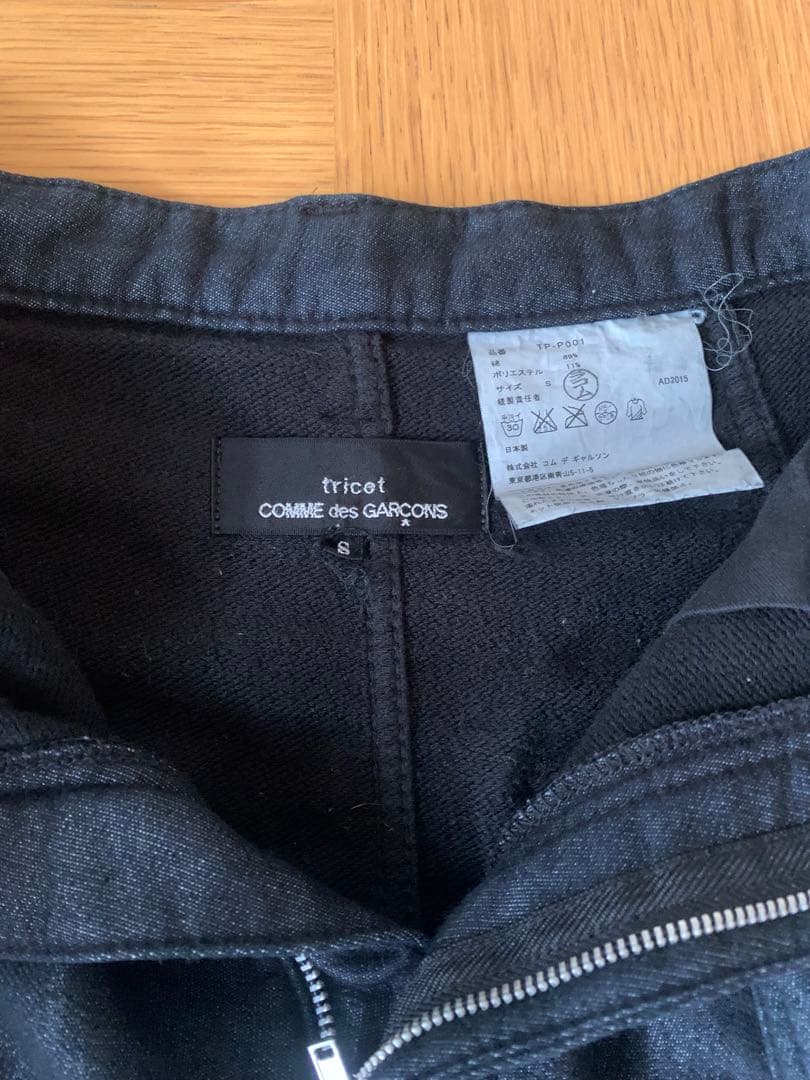 品番 TP-P001
綿 89%
ポリエステル 11%
サイズ S
縫製責任者
AD2015
30
日本製
株式会社 コム デ ギャルソン
東京都港区南青山5-11-5
tricot
COMME des GARÇONS
S